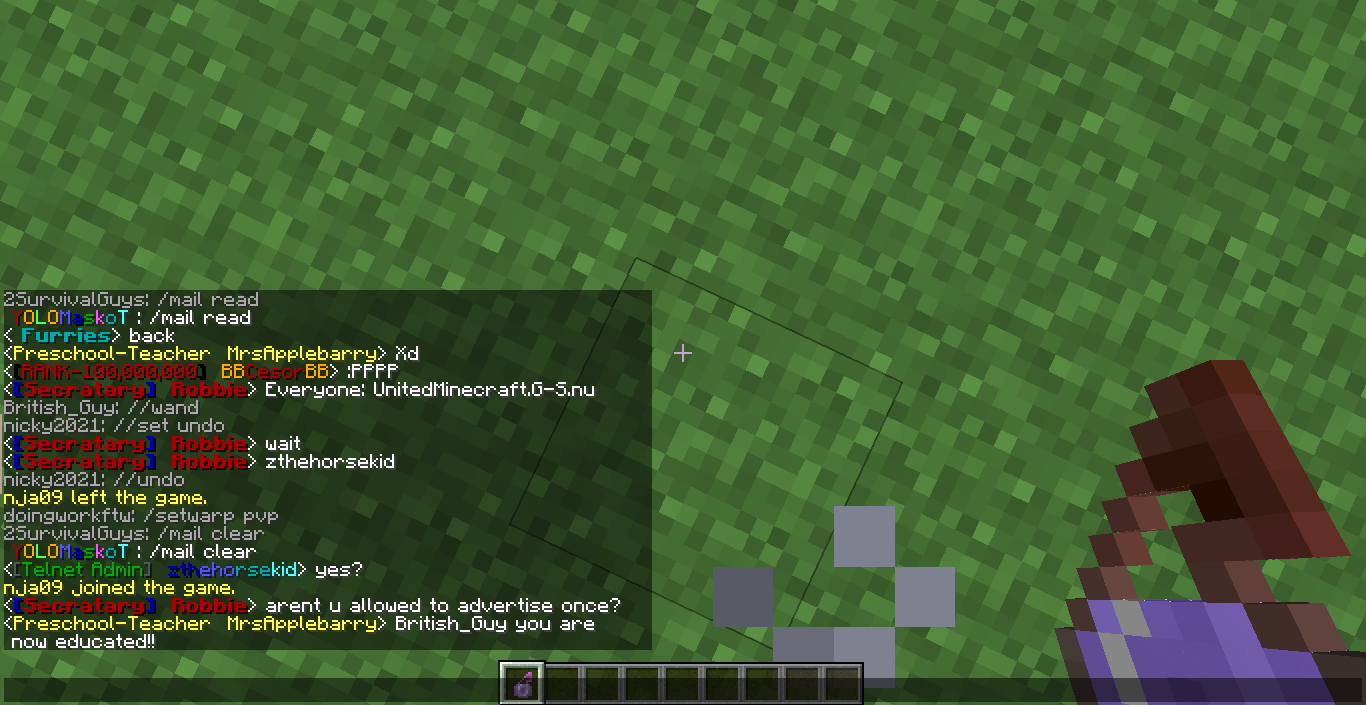 2SurvivalGuys: /mail read
YOLOMaskoT : /mail read
< Furries> back
<Preschool-Teacher MrsApplebarry> Xd
<[RANK-100,000,000] BBCesorBB> :PPPP
<[Secratary] Robbie> Everyone: UnitedMinecraft.G-S.nu
British_Guy: //wand
nicky2021: //set undo
<[Secratary] Robbie> wait
<[Secratary] Robbie> zthehorsekid
nicky2021: //undo
nja09 left the game.
doingworkftw: /setwarp pvp
2SurvivalGuys: /mail clear
YOLOMaskoT : /mail clear
<[Telnet Admin] zthehorsekid> yes?
nja09 joined the game.
<[Secratary] Robbie> arent u allowed to advertise once?
<Preschool-Teacher MrsApplebarry> British_Guy you are
now educated!!